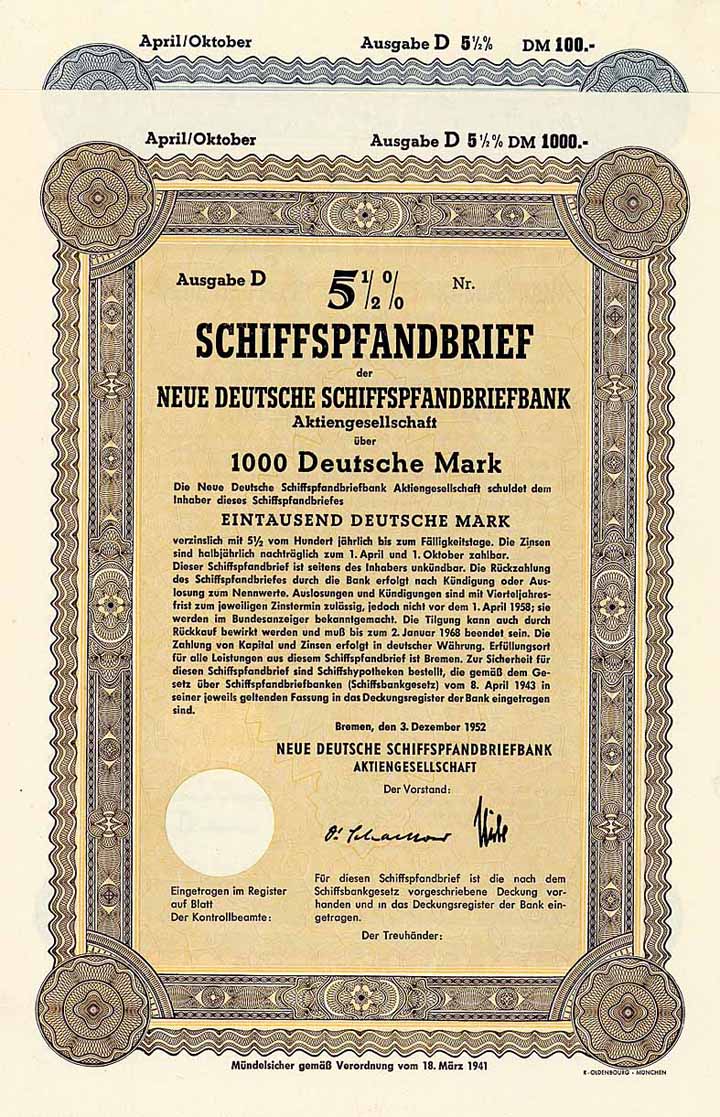 April/Oktober Ausgabe D 5½% DM 100.-
April/Oktober Ausgabe D 5½% DM 1000.-
Ausgabe D 5½% Nr.
SCHIFFSPFANDBRIEF
der
NEUE DEUTSCHE SCHIFFSPFANDBRIEFBANK
Aktiengesellschaft
über
1000 Deutsche Mark
Die Neue Deutsche Schiffspfandbriefbank Aktiengesellschaft schuldet dem
Inhaber dieses Schiffspfandbriefes
EINTAUSEND DEUTSCHE MARK
verzinslich mit 5½ vom Hundert jährlich bis zum Fälligkeitstage. Die Zinsen
sind halbjährlich nachträglich zum 1. April und 1. Oktober zahlbar.
Dieser Schiffspfandbrief ist seitens des Inhabers unkündbar. Die Rückzahlung
des Schiffspfandbriefes durch die Bank erfolgt nach Kündigung oder Aus-
losung zum Nennwerte. Auslosungen und Kündigungen sind mit Vierteljahres-
frist zum jeweiligen Zinstermin zulässig, jedoch nicht vor dem 1. April 1958; sie
werden im Bundesanzeiger bekanntgemacht. Die Tilgung kann auch durch
Rückkauf bewirkt werden und muß bis zum 2. Januar 1968 beendet sein. Die
Zahlung von Kapital und Zinsen erfolgt in deutscher Währung. Erfüllungsort
für alle Leistungen aus diesem Schiffspfandbrief ist Bremen. Zur Sicherheit für
diesen Schiffspfandbrief sind Schiffshypotheken bestellt, die gemäß dem Ge-
setz über Schiffspfandbriefbanken (Schiffsbankgesetz) vom 8. April 1943 in
seiner jeweils geltenden Fassung in das Deckungsregister der Bank eingetragen
sind.
Bremen, den 3. Dezember 1952
NEUE DEUTSCHE SCHIFFSPFANDBRIEFBANK
AKTIENGESELLSCHAFT
Der Vorstand:
Eingetragen im Register
auf Blatt
Der Kontrollbeamte:
Für diesen Schiffspfandbrief ist die nach dem
Schiffsbankgesetz vorgeschriebene Deckung vor-
handen und in das Deckungsregister der Bank ein-
getragen.
Der Treuhänder:
Mündelsicher gemäß Verordnung vom 18. März 1941
R·OLDENBOURG · MÜNCHEN